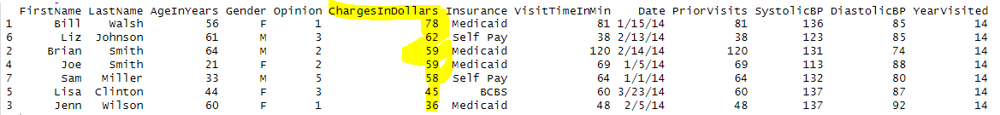 FirstName LastName AgeInYears Gender Opinion ChargesInDollars Insurance VisitTimeInMin Date PriorVisits SystolicBP DiastolicBP YearVisited
1 Bill Walsh 56 F 1 78 Medicaid 81 1/15/14 81 136 85 14
6 Liz Johnson 61 M 3 62 Self Pay 38 2/13/14 38 123 85 14
2 Brian Smith 64 M 2 59 Medicaid 120 2/14/14 120 131 74 14
4 Joe Smith 21 F 2 59 Medicaid 69 1/5/14 69 113 88 14
7 Sam Miller 33 M 5 58 Self Pay 64 1/1/14 64 132 80 14
5 Lisa Clinton 44 F 3 45 BCBS 60 3/23/14 60 137 87 14
3 Jenn Wilson 60 F 1 36 Medicaid 48 2/5/14 48 137 92 14